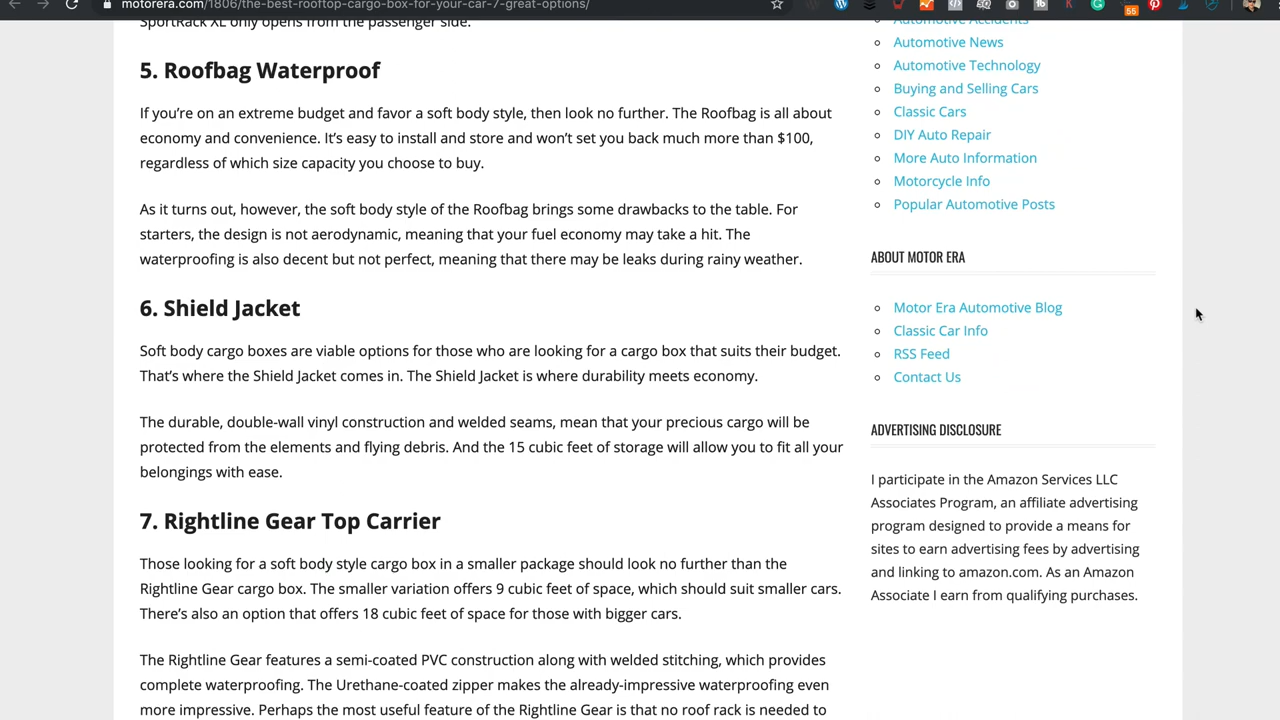 motorera.com/1806/the-best-rooftop-cargo-box-for-your-car-7-great-options/
55
SportRack XL only opens from the passenger side.
5. Roofbag Waterproof
If you're on an extreme budget and favor a soft body style, then look no further. The Roofbag is all about
economy and convenience. It's easy to install and store and won't set you back much more than $100,
regardless of which size capacity you choose to buy.
As it turns out, however, the soft body style of the Roofbag brings some drawbacks to the table. For
starters, the design is not aerodynamic, meaning that your fuel economy may take a hit. The
waterproofing is also decent but not perfect, meaning that there may be leaks during rainy weather.
6. Shield Jacket
Soft body cargo boxes are viable options for those who are looking for a cargo box that suits their budget.
That's where the Shield Jacket comes in. The Shield Jacket is where durability meets economy.
The durable, double-wall vinyl construction and welded seams, mean that your precious cargo will be
protected from the elements and flying debris. And the 15 cubic feet of storage will allow you to fit all your
belongings with ease.
7. Rightline Gear Top Carrier
Those looking for a soft body style cargo box in a smaller package should look no further than the
Rightline Gear cargo box. The smaller variation offers 9 cubic feet of space, which should suit smaller cars.
There's also an option that offers 18 cubic feet of space for those with bigger cars.
The Rightline Gear features a semi-coated PVC construction along with welded stitching, which provides
complete waterproofing. The Urethane-coated zipper makes the already-impressive waterproofing even
more impressive. Perhaps the most useful feature of the Rightline Gear is that no roof rack is needed to
Automotive Accidents
Automotive News
Automotive Technology
Buying and Selling Cars
Classic Cars
DIY Auto Repair
More Auto Information
Motorcycle Info
Popular Automotive Posts
ABOUT MOTOR ERA
Motor Era Automotive Blog
Classic Car Info
RSS Feed
Contact Us
ADVERTISING DISCLOSURE
I participate in the Amazon Services LLC
Associates Program, an affiliate advertising
program designed to provide a means for
sites to earn advertising fees by advertising
and linking to amazon.com. As an Amazon
Associate I earn from qualifying purchases.